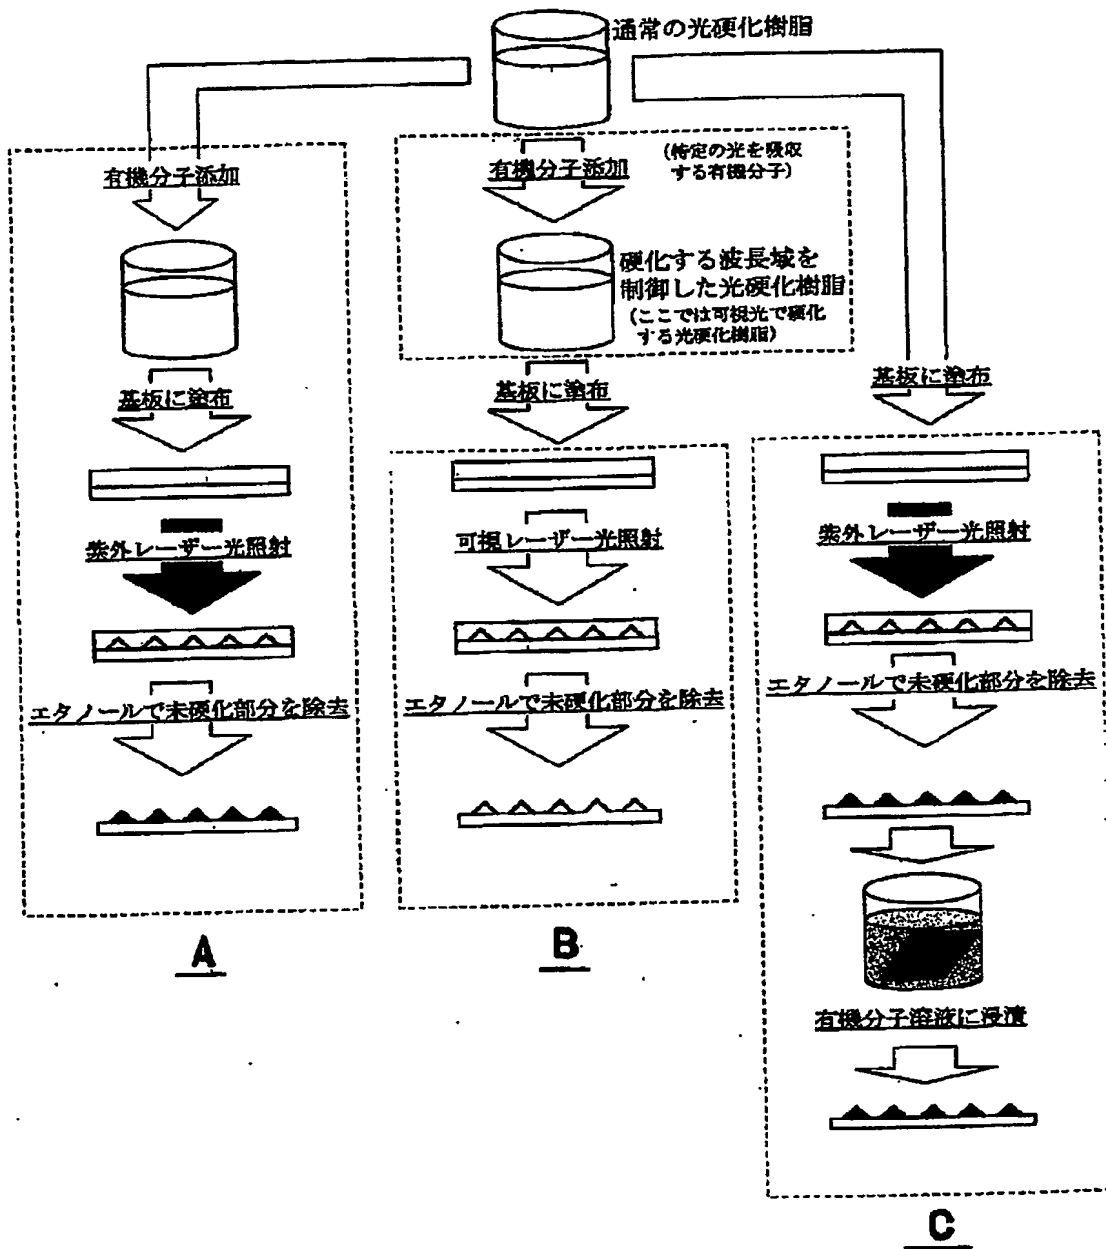 通常の光硬化樹脂
有機分子添加
基板に塗布
紫外レーザー光照射
エタノールで未硬化部分を除去
A
有機分子添加
(特定の光を吸収
する有機分子)
硬化する波長域を
制御した光硬化樹脂
(ここでは可視光で硬化
する光硬化樹脂)
基板に塗布
可視レーザー光照射
エタノールで未硬化部分を除去
B
基板に塗布
紫外レーザー光照射
エタノールで未硬化部分を除去
有機分子溶液に浸漬
C